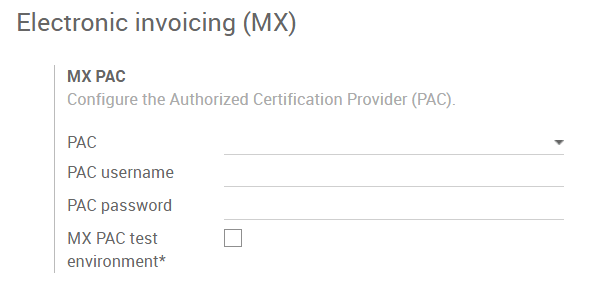 Electronic invoicing (MX)
MX PAC
Configure the Authorized Certification Provider (PAC).
PAC
PAC username
PAC password
MX PAC test
environment*